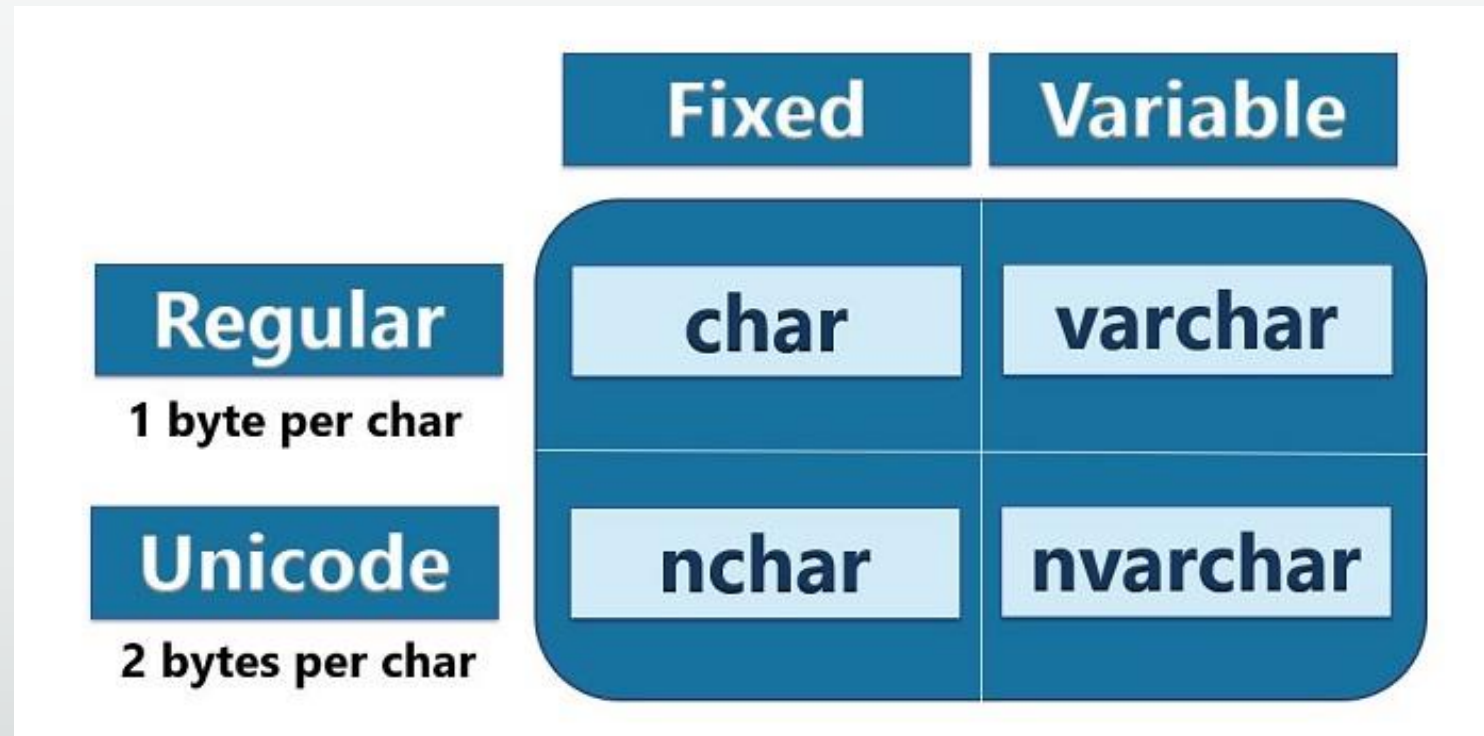 Fixed Variable
Regular char varchar
1 byte per char
Unicode nchar nvarchar
2 bytes per char